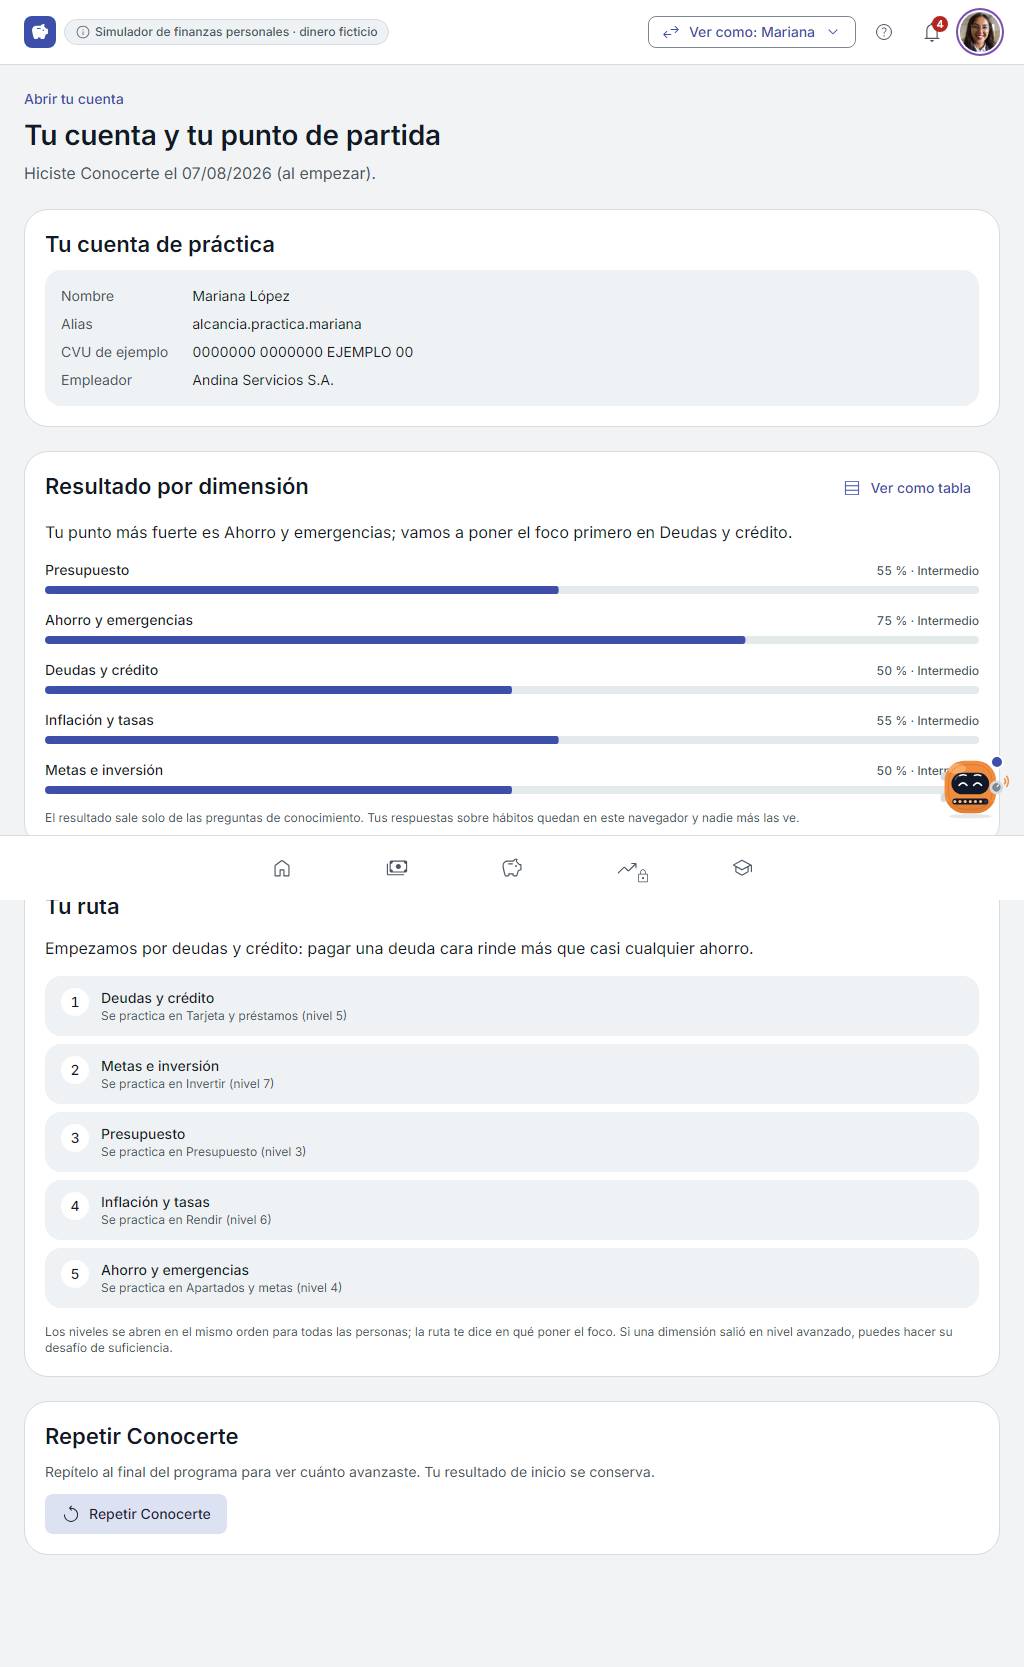 Simulador de finanzas personales · dinero ficticio
Ver como: Mariana
4
Abrir tu cuenta
Tu cuenta y tu punto de partida
Hiciste Conocerte el 07/08/2026 (al empezar).
Tu cuenta de práctica
Nombre Mariana López
Alias alcancia.practica.mariana
CVU de ejemplo 0000000 0000000 EJEMPLO 00
Empleador Andina Servicios S.A.
Resultado por dimensión
Ver como tabla
Tu punto más fuerte es Ahorro y emergencias; vamos a poner el foco primero en Deudas y crédito.
Presupuesto 55 % · Intermedio
Ahorro y emergencias 75 % · Intermedio
Deudas y crédito 50 % · Intermedio
Inflación y tasas 55 % · Intermedio
Metas e inversión 50 % ·
El resultado sale solo de las preguntas de conocimiento. Tus respuestas sobre hábitos quedan en este navegador y nadie más las ve.
Tu ruta
Empezamos por deudas y crédito: pagar una deuda cara rinde más que casi cualquier ahorro.
1 Deudas y crédito
Se practica en Tarjeta y préstamos (nivel 5)
2 Metas e inversión
Se practica en Invertir (nivel 7)
3 Presupuesto
Se practica en Presupuesto (nivel 3)
4 Inflación y tasas
Se practica en Rendir (nivel 6)
5 Ahorro y emergencias
Se practica en Apartados y metas (nivel 4)
Los niveles se abren en el mismo orden para todas las personas; la ruta te dice en qué poner el foco. Si una dimensión salió en nivel avanzado, puedes hacer su
desafío de suficiencia.
Repetir Conocerte
Repítelo al final del programa para ver cuánto avanzaste. Tu resultado de inicio se conserva.
Repetir Conocerte